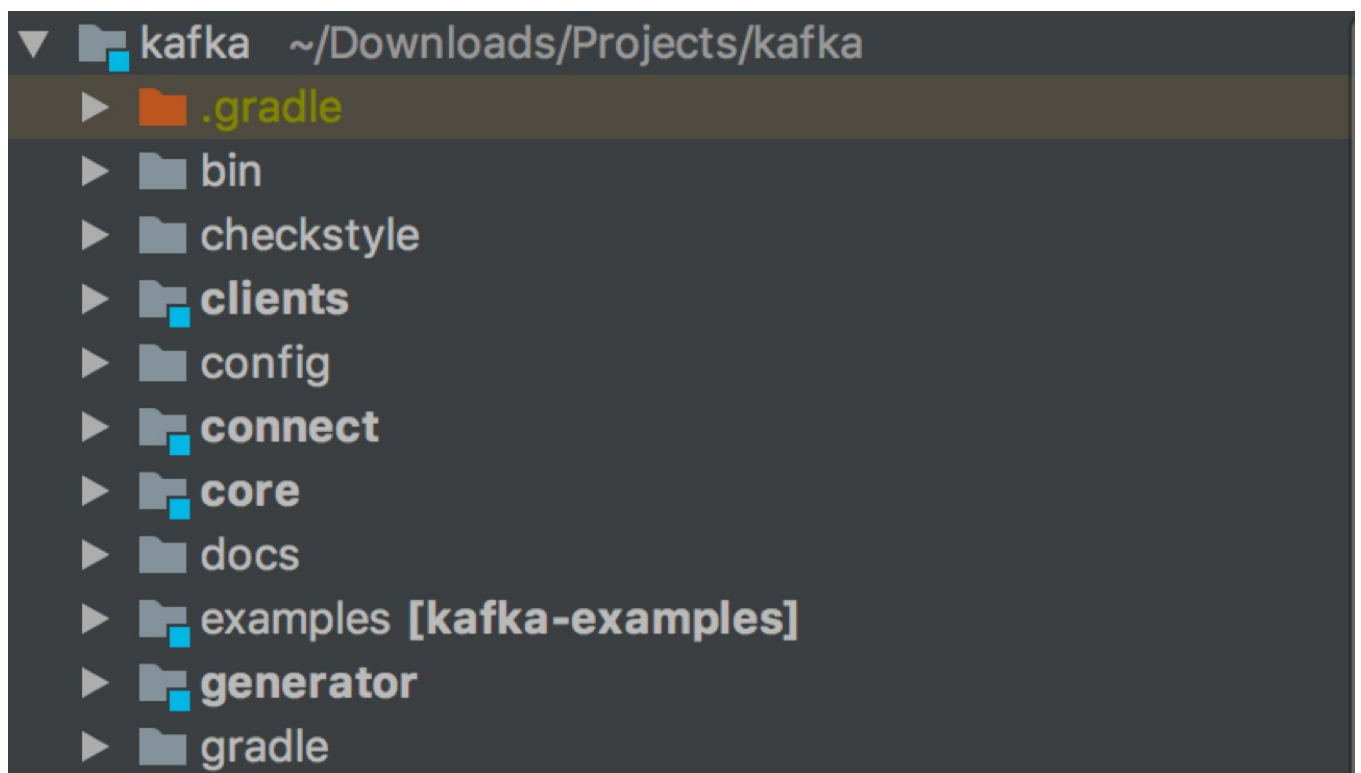 kafka ~/Downloads/Projects/kafka
.gradle
bin
checkstyle
clients
config
connect
core
docs
examples [kafka-examples]
generator
gradle